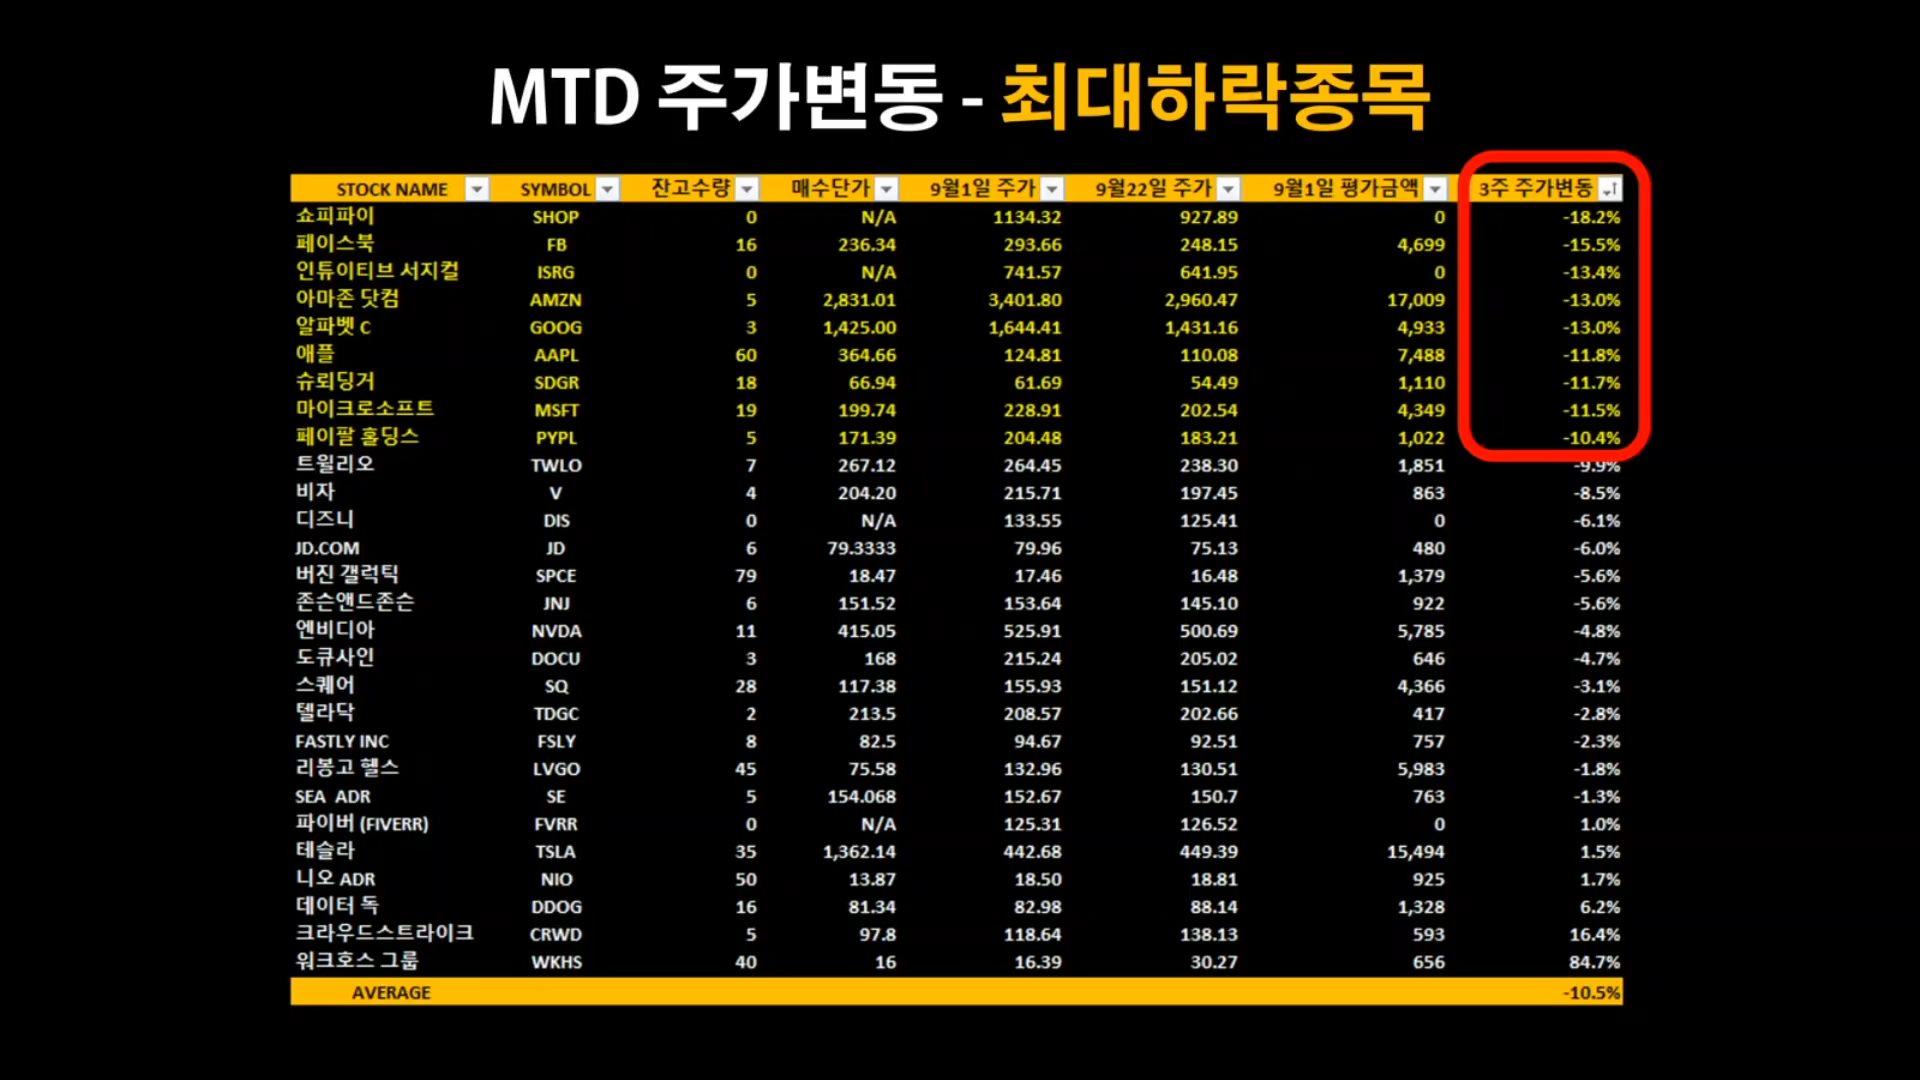 MTD 주가변동 - 최대하락종목
STOCK NAME SYMBOL 잔고수량 매수단가 9월1일 주가 9월22일 주가 9월1일 평가금액 3주 주가변동
쇼피파이 SHOP 0 N/A 1134.32 927.89 0 -18.2%
페이스북 FB 16 236.34 293.66 248.15 4,699 -15.5%
인튜이티브 서지컬 ISRG 0 N/A 741.57 641.95 0 -13.4%
아마존 닷컴 AMZN 5 2,831.01 3,401.80 2,960.47 17,009 -13.0%
알파벳 C GOOG 3 1,425.00 1,644.41 1,431.16 4,933 -13.0%
애플 AAPL 60 364.66 124.81 110.08 7,488 -11.8%
슈뢰딩거 SDGR 18 66.94 61.69 54.49 1,110 -11.7%
마이크로소프트 MSFT 19 199.74 228.91 202.54 4,349 -11.5%
페이팔 홀딩스 PYPL 5 171.39 204.48 183.21 1,022 -10.4%
트윌리오 TWLO 7 267.12 264.45 238.30 1,851 -9.9%
비자 V 4 204.20 215.71 197.45 863 -8.5%
디즈니 DIS 0 N/A 133.55 125.41 0 -6.1%
JD.COM JD 6 79.3333 79.96 75.13 480 -6.0%
버진 갤럭틱 SPCE 79 18.47 17.46 16.48 1,379 -5.6%
존슨앤드존슨 JNJ 6 151.52 153.64 145.10 922 -5.6%
엔비디아 NVDA 11 415.05 525.91 500.69 5,785 -4.8%
도큐사인 DOCU 3 168 215.24 205.02 646 -4.7%
스퀘어 SQ 28 117.38 155.93 151.12 4,366 -3.1%
텔라닥 TDGC 2 213.5 208.57 202.66 417 -2.8%
FASTLY INC FSLY 8 82.5 94.67 92.51 757 -2.3%
리봉고 헬스 LVGO 45 75.58 132.96 130.51 5,983 -1.8%
SEA ADR SE 5 154.068 152.67 150.7 763 -1.3%
파이버 (FIVERR) FVRR 0 N/A 125.31 126.52 0 1.0%
테슬라 TSLA 35 1,362.14 442.68 449.39 15,494 1.5%
니오 ADR NIO 50 13.87 18.50 18.81 925 1.7%
데이터 독 DDOG 16 81.34 82.98 88.14 1,328 6.2%
크라우드스트라이크 CRWD 5 97.8 118.64 138.13 593 16.4%
워크호스 그룹 WKHS 40 16 16.39 30.27 656 84.7%
AVERAGE -10.5%